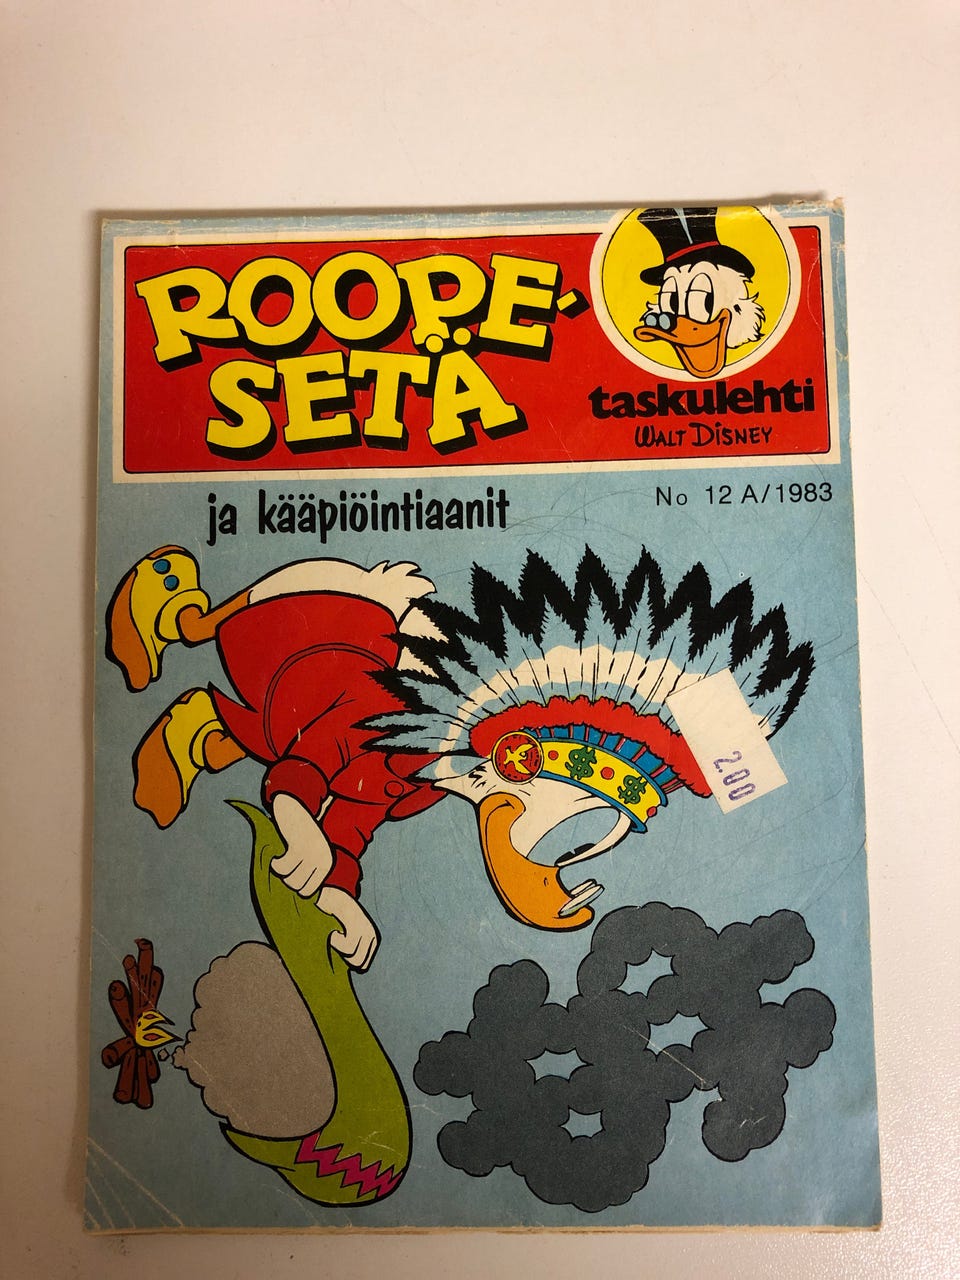 ROOPE-
SETÄ
taskulehti
WALT DISNEY
No 12 A/1983
ja kääpiöintiaanit
$ $
2.00